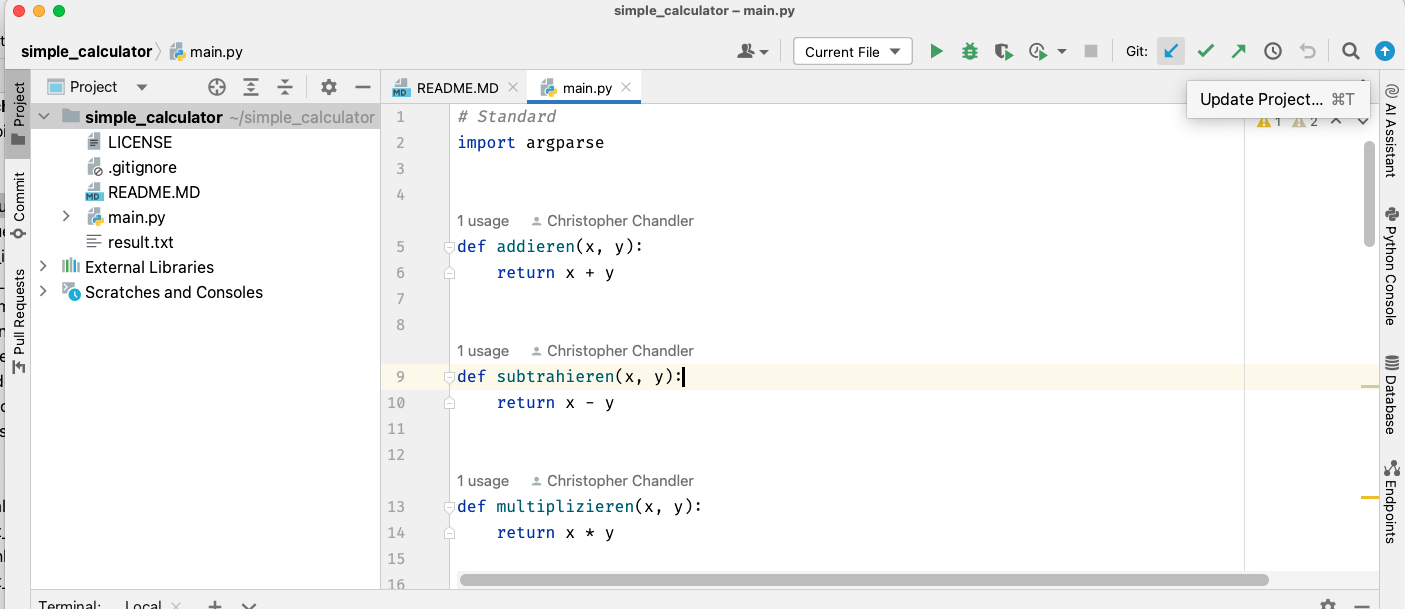 simple_calculator – main.py
simple_calculator main.py
Current File
Git:
Update Project... ⌘T
Project
README.MD
main.py
simple_calculator ~/simple_calculator
LICENSE
.gitignore
README.MD
main.py
result.txt
External Libraries
Scratches and Consoles
Project
Commit
Pull Requests
1 # Standard
2 import argparse
3
4
1 usage Christopher Chandler
5 def addieren(x, y):
6 return x + y
7
8
1 usage Christopher Chandler
9 def subtrahieren(x, y):
10 return x - y
11
12
1 usage Christopher Chandler
13 def multiplizieren(x, y):
14 return x * y
15
16
1 2
AI Assistant
Python Console
Database
Endpoints
Terminal: Local